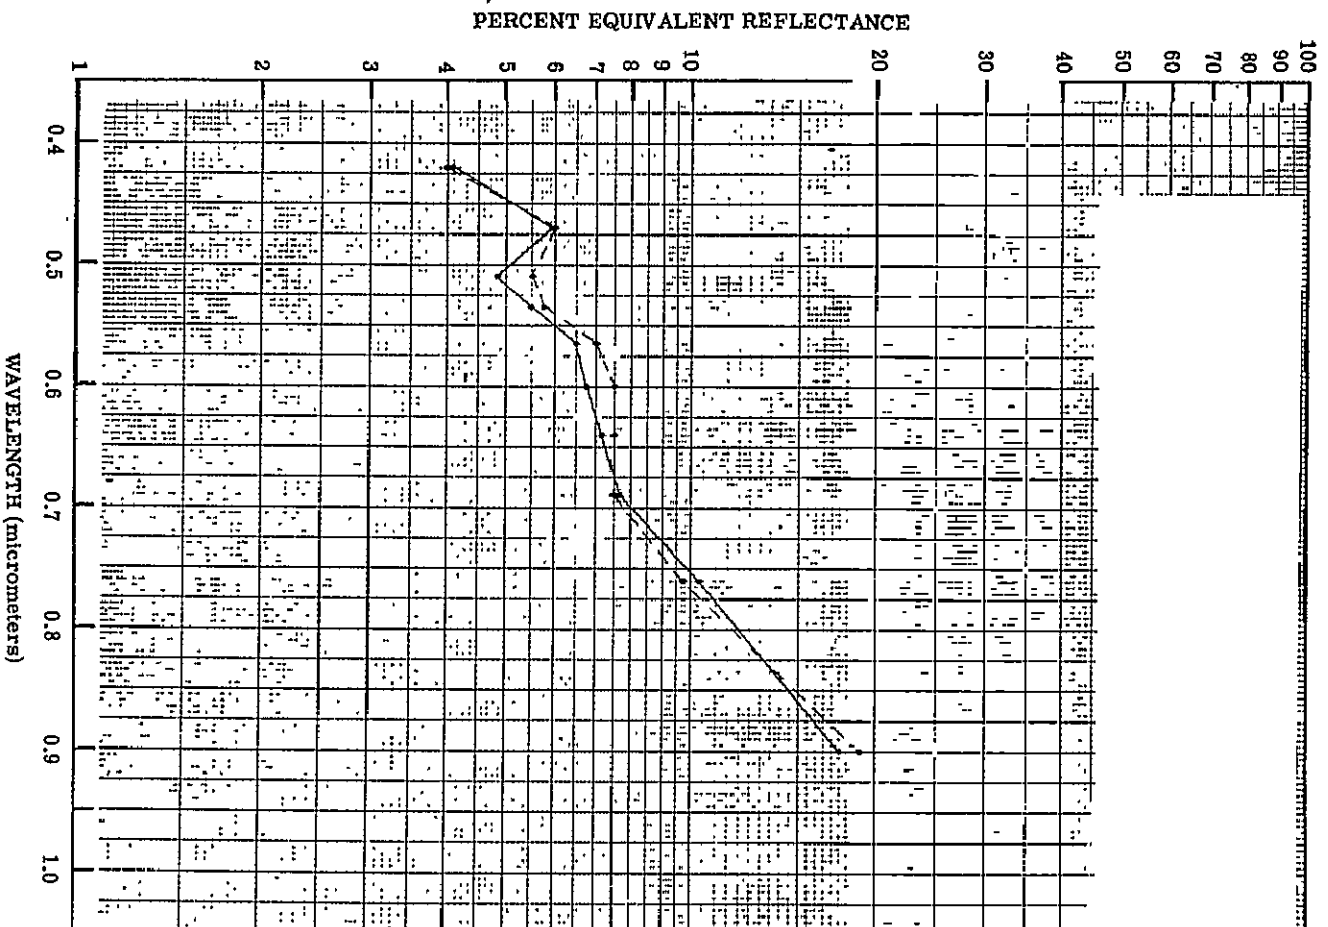 PERCENT EQUIVALENT REFLECTANCE
1 2 3 4 5 6 7 8 9 10 20 30 40 50 60 70 80 90 100
0.4
0.5
0.6
0.7
0.8
0.9
1.0
WAVELENGTH (micrometers)